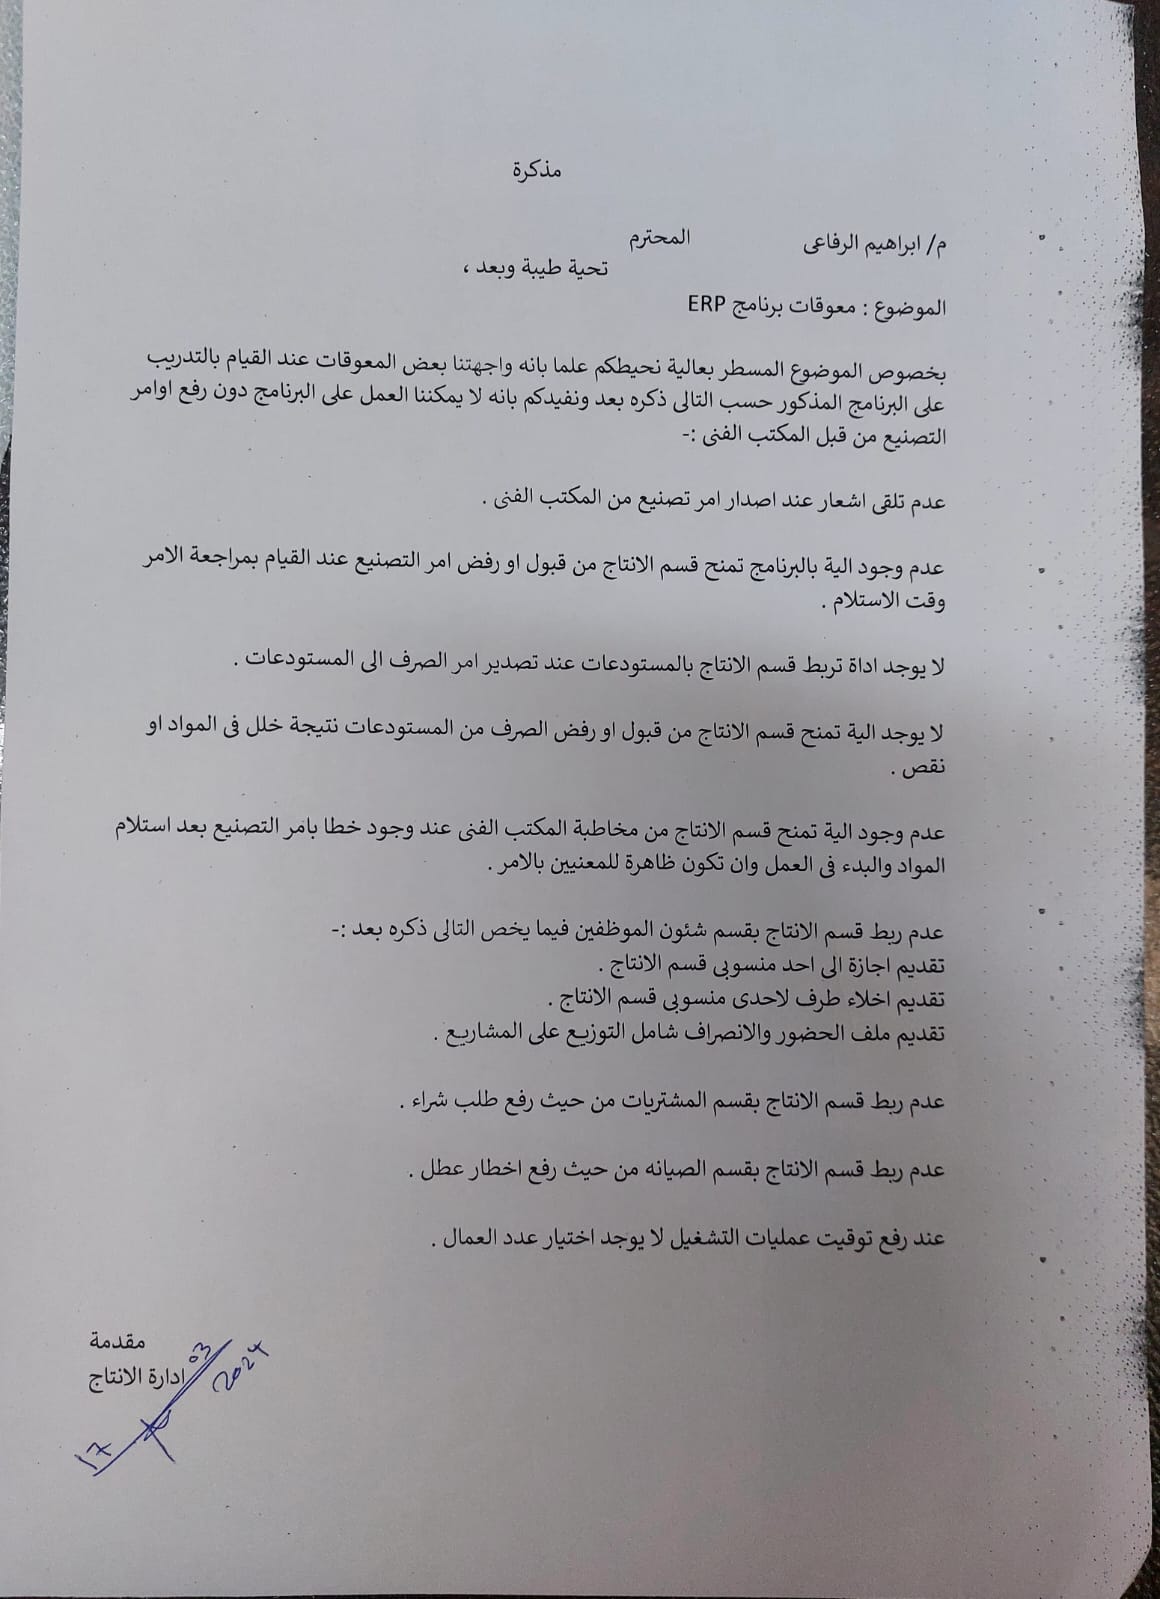 مذكرة
م/ ابراهيم الرفاعى المحترم
تحية طيبة وبعد ،
الموضوع : معوقات برنامج ERP
بخصوص الموضوع المسطر بعالية نحيطكم علما بانه واجهتنا بعض المعوقات عند القيام بالتدريب
على البرنامج المذكور حسب التالى ذكره بعد ونفيدكم بانه لا يمكننا العمل على البرنامج دون رفع اوامر
التصنيع من قبل المكتب الفنى :-
عدم تلقى اشعار عند اصدار امر تصنيع من المكتب الفنى .
عدم وجود الية بالبرنامج تمنح قسم الانتاج من قبول او رفض امر التصنيع عند القيام بمراجعة الامر
وقت الاستلام .
لا يوجد اداة تربط قسم الانتاج بالمستودعات عند تصدير امر الصرف الى المستودعات .
لا يوجد الية تمنح قسم الانتاج من قبول او رفض الصرف من المستودعات نتيجة خلل فى المواد او
نقص .
عدم وجود الية تمنح قسم الانتاج من مخاطبة المكتب الفنى عند وجود خطا بامر التصنيع بعد استلام
المواد والبدء فى العمل وان تكون ظاهرة للمعنيين بالامر .
عدم ربط قسم الانتاج بقسم شئون الموظفين فيما يخص التالى ذكره بعد :-
تقديم اجازة الى احد منسوبى قسم الانتاج .
تقديم اخلاء طرف لاحدى منسوبى قسم الانتاج .
تقديم ملف الحضور والانصراف شامل التوزيع على المشاريع .
عدم ربط قسم الانتاج بقسم المشتريات من حيث رفع طلب شراء .
عدم ربط قسم الانتاج بقسم الصيانه من حيث رفع اخطار عطل .
عند رفع توقيت عمليات التشغيل لا يوجد اختيار عدد العمال .
مقدمة
ادارة الانتاج
17 03 2024